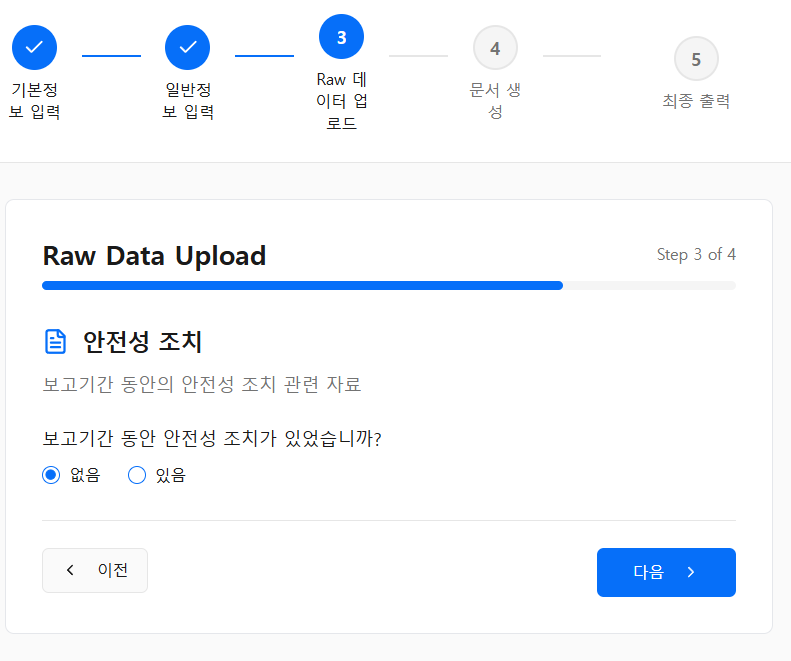 기본정
보 입력
일반정
보 입력
3
Raw 데
이터 업
로드
4
문서 생
성
5
최종 출력
Raw Data Upload
Step 3 of 4
안전성 조치
보고기간 동안의 안전성 조치 관련 자료
보고기간 동안 안전성 조치가 있었습니까?
없음 있음
이전
다음